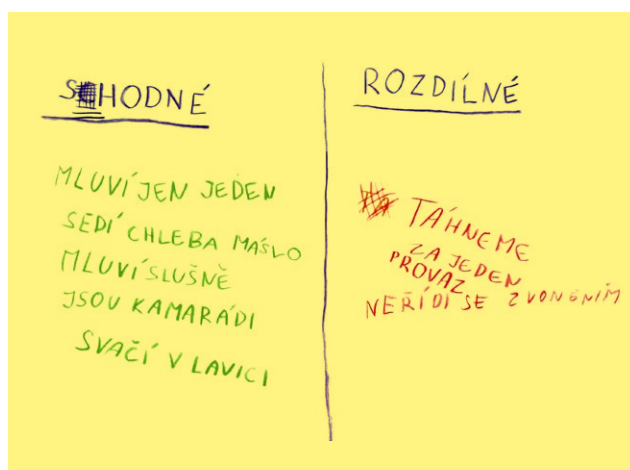 SHODNÉ
MLUVÍ JEN JEDEN
SEDÍ CHLEBA MÁSLO
MLUVÍ SLUŠNĚ
JSOU KAMARÁDI
SVAČÍ V LAVICI
ROZDÍLNÉ
TÁHNEME
ZA JEDEN
PROVAZ
NEŘÍDÍ SE ZVONĚNÍM